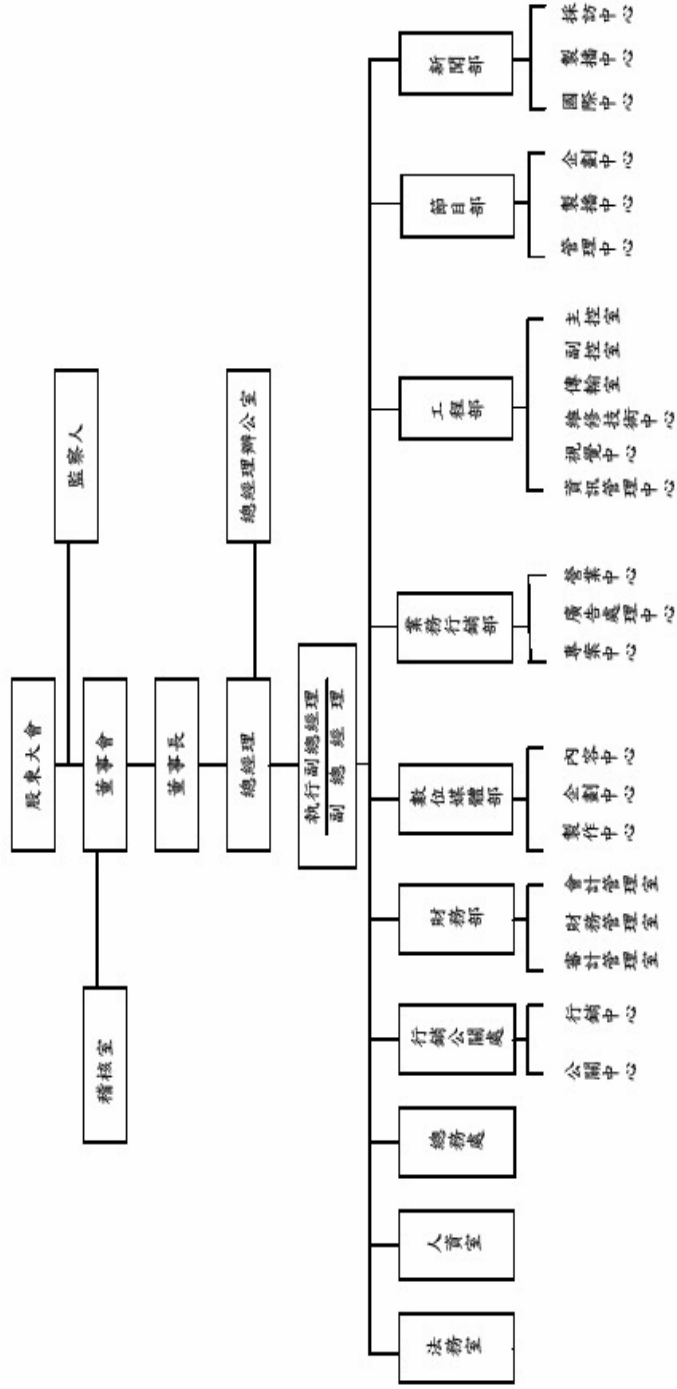 股東大會
監察人
董事會
稽核室
董事長
總經理
總經理辦公室
執行副總經理
副總經理
法務室
人資室
總務處
行銷公關處
公關中心
行銷中心
財務部
審計管理室
財務管理室
會計管理室
數位媒體部
製作中心
企劃中心
內容中心
業務行銷部
專案中心
廣告處理中心
營業中心
工程部
資訊管理中心
視覺中心
維修技術中心
傳輸室
副控室
主控室
節目部
管理中心
製播中心
企劃中心
新聞部
國際中心
製播中心
採訪中心